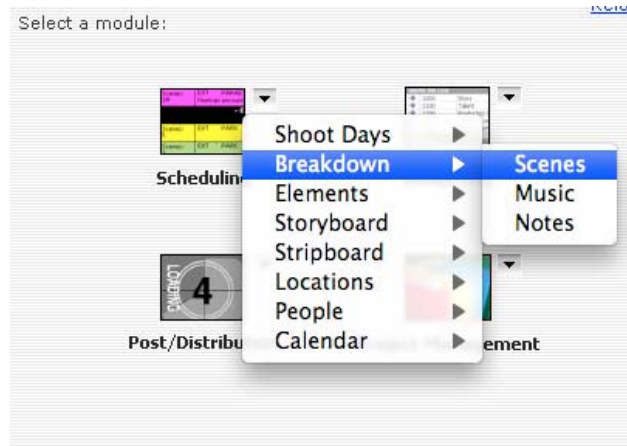 Select a module:
Shoot Days
Breakdown
Elements
Storyboard
Stripboard
Locations
People
Calendar
Scenes
Music
Notes
Scheduling
4
LOADING
Post/Distribu
ement